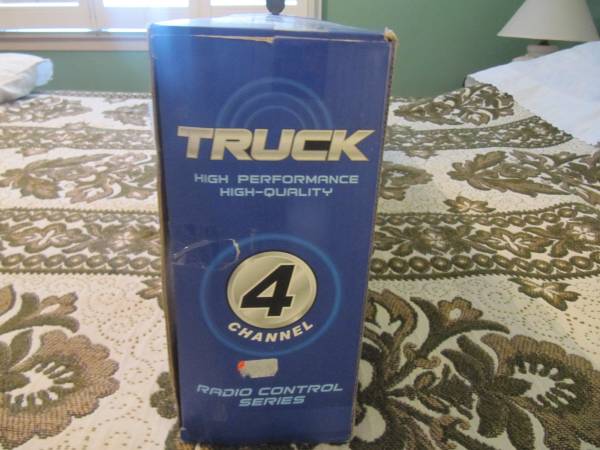 TRUCK
HIGH PERFORMANCE
HIGH-QUALITY
4
CHANNEL
RADIO CONTROL
SERIES